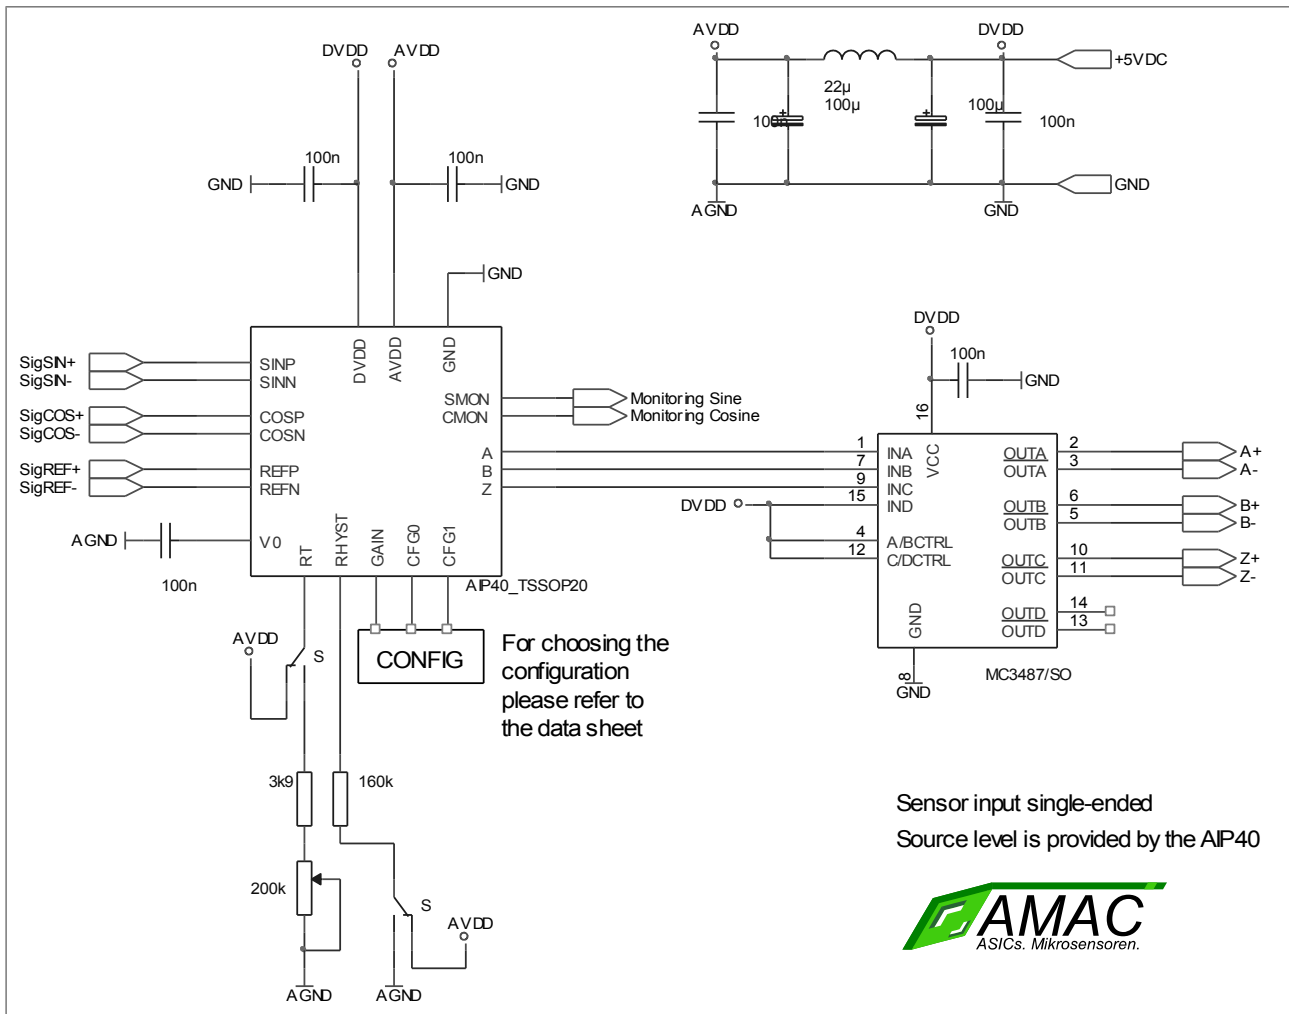 DVDD
AVDD
AVDD
DVDD
+5VDC
22µ
100µ
100n
100µ
100n
100n
100n
GND
GND
GND
AGND
GND
GND
SigSIN+
SigSIN-
SigCOS+
SigCOS-
SigREF+
SigREF-
SINP
SINN
COSP
COSN
REFP
REFN
V0
DVDD
AVDD
GND
SMON
CMON
A
B
Z
RT
RHYST
GAIN
CFG0
CFG1
AIP40_TSSOP20
Monitoring Sine
Monitoring Cosine
AGND
100n
DVDD
100n
GND
16
VCC
1
7
9
15
4
12
INA
INB
INC
IND
A/BCTRL
C/DCTRL
DVDD
OUTA
OUTA
OUTB
OUTB
OUTC
OUTC
OUTD
OUTD
2
3
6
5
10
11
14
13
A+
A-
B+
B-
Z+
Z-
GND
8
GND
MC3487/SO
AVDD
S
CONFIG
For choosing the
configuration
please refer to
the data sheet
3k9
160k
200k
S
AVDD
AGND
AGND
Sensor input single-ended
Source level is provided by the AIP40
AMAC
ASICs. Mikrosensoren.